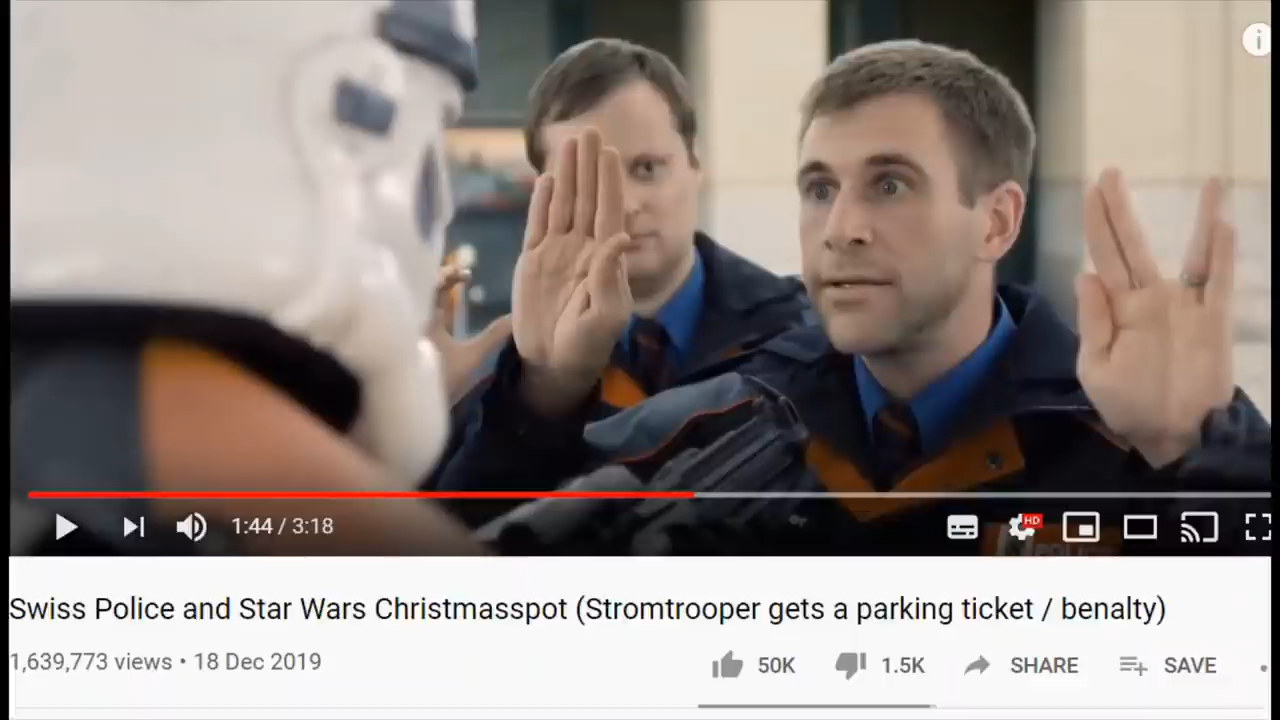 1:44 / 3:18
HD
Swiss Police and Star Wars Christmasspot (Stromtrooper gets a parking ticket / benalty)
1,639,773 views • 18 Dec 2019
50K
1.5K
SHARE
SAVE